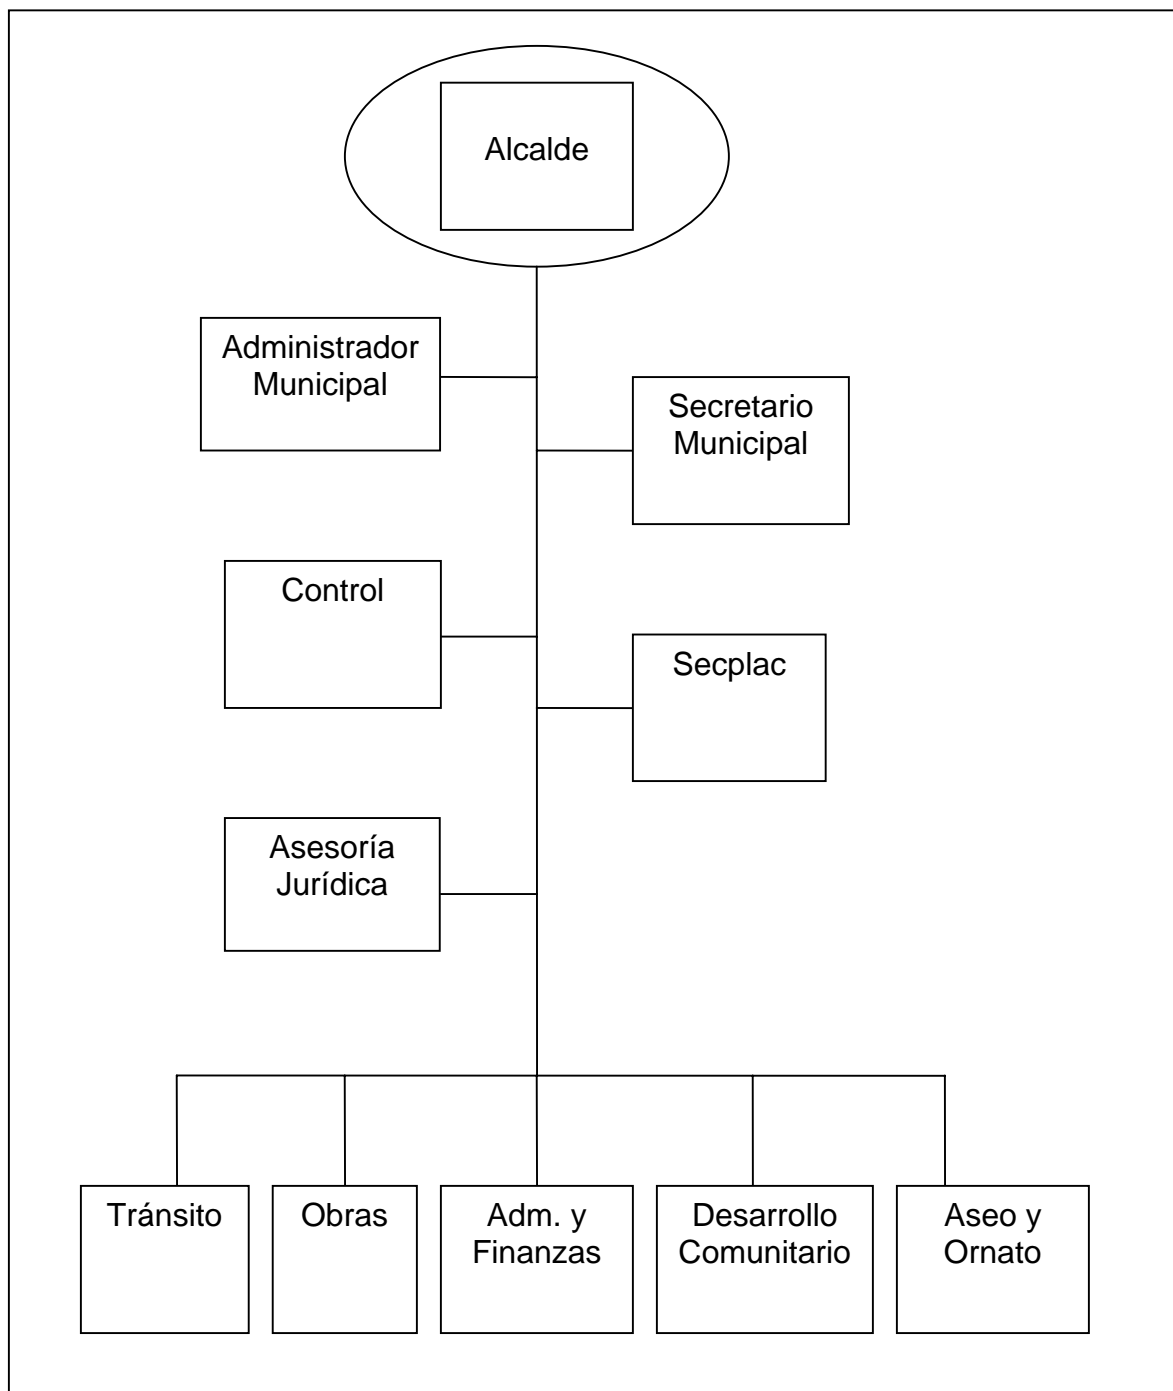 Alcalde
Administrador
Municipal
Secretario
Municipal
Control
Secplac
Asesoría
Jurídica
Tránsito
Obras
Adm. y
Finanzas
Desarrollo
Comunitario
Aseo y
Ornato